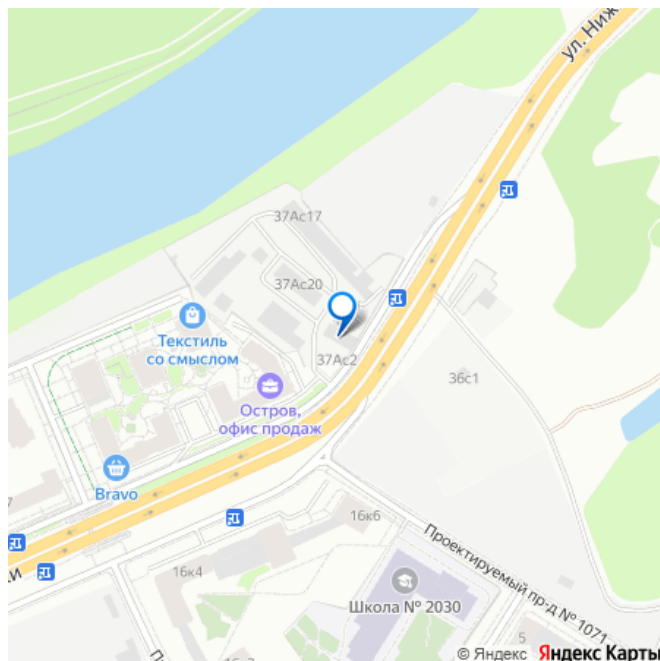 ул. Ниж
37Ас17
37Ас20
Текстиль
со смыслом
37Ас2
36с1
Остров,
офис продаж
Bravo
7
16к6
16к4
Проектируемый пр-д № 1071
Школа № 2030
5
© Яндекс Яндекс Карты